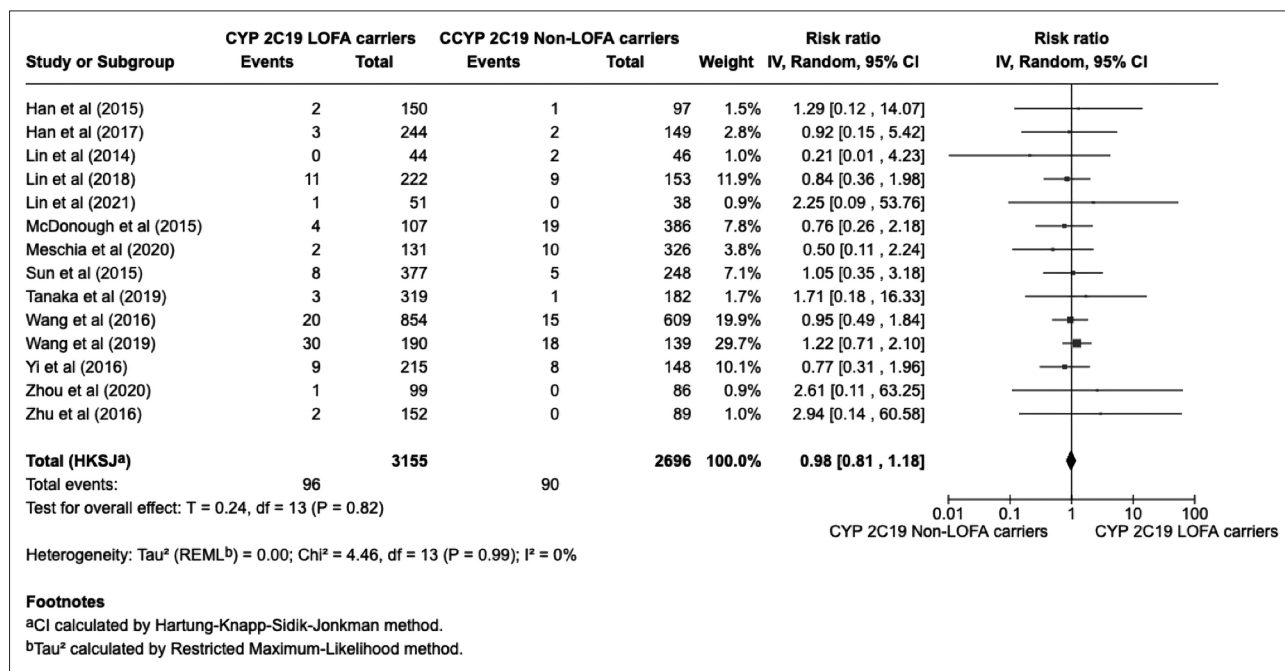 CYP 2C19 LOFA carriers CCYP 2C19 Non-LOFA carriers Risk ratio Risk ratio
Study or Subgroup Events Total Events Total Weight IV, Random, 95% CI IV, Random, 95% CI
Han et al (2015) 2 150 1 97 1.5% 1.29 [0.12 , 14.07]
Han et al (2017) 3 244 2 149 2.8% 0.92 [0.15 , 5.42]
Lin et al (2014) 0 44 2 46 1.0% 0.21 [0.01 , 4.23]
Lin et al (2018) 11 222 9 153 11.9% 0.84 [0.36 , 1.98]
Lin et al (2021) 1 51 0 38 0.9% 2.25 [0.09 , 53.76]
McDonough et al (2015) 4 107 19 386 7.8% 0.76 [0.26 , 2.18]
Meschia et al (2020) 2 131 10 326 3.8% 0.50 [0.11 , 2.24]
Sun et al (2015) 8 377 5 248 7.1% 1.05 [0.35 , 3.18]
Tanaka et al (2019) 3 319 1 182 1.7% 1.71 [0.18 , 16.33]
Wang et al (2016) 20 854 15 609 19.9% 0.95 [0.49 , 1.84]
Wang et al (2019) 30 190 18 139 29.7% 1.22 [0.71 , 2.10]
Yi et al (2016) 9 215 8 148 10.1% 0.77 [0.31 , 1.96]
Zhou et al (2020) 1 99 0 86 0.9% 2.61 [0.11 , 63.25]
Zhu et al (2016) 2 152 0 89 1.0% 2.94 [0.14 , 60.58]
Total (HKSJᵃ) 3155 2696 100.0% 0.98 [0.81 , 1.18]
Total events: 96 90
Test for overall effect: T = 0.24, df = 13 (P = 0.82)
0.01 0.1 1 10 100
CYP 2C19 Non-LOFA carriers CYP 2C19 LOFA carriers
Heterogeneity: Tau² (REMLᵇ) = 0.00; Chi² = 4.46, df = 13 (P = 0.99); I² = 0%
Footnotes
ᵃCI calculated by Hartung-Knapp-Sidik-Jonkman method.
ᵇTau² calculated by Restricted Maximum-Likelihood method.